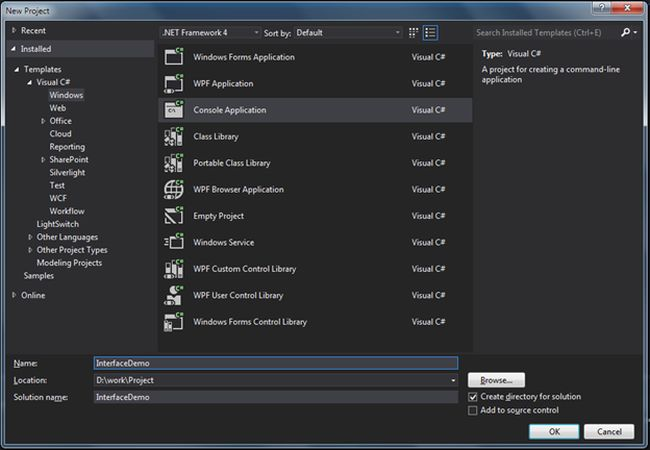 New Project
Recent
Installed
Templates
Visual C#
Windows
Web
Office
Cloud
Reporting
SharePoint
Silverlight
Test
WCF
Workflow
LightSwitch
Other Languages
Other Project Types
Modeling Projects
Samples
Online
.NET Framework 4 Sort by: Default
Windows Forms Application Visual C#
WPF Application Visual C#
Console Application Visual C#
Class Library Visual C#
Portable Class Library Visual C#
WPF Browser Application Visual C#
Empty Project Visual C#
Windows Service Visual C#
WPF Custom Control Library Visual C#
WPF User Control Library Visual C#
Windows Forms Control Library Visual C#
Search Installed Templates (Ctrl+E)
Type: Visual C#
A project for creating a command-line
application
Name: InterfaceDemo
Location: D:\work\Project Browse...
Solution name: InterfaceDemo
Create directory for solution
Add to source control
OK Cancel